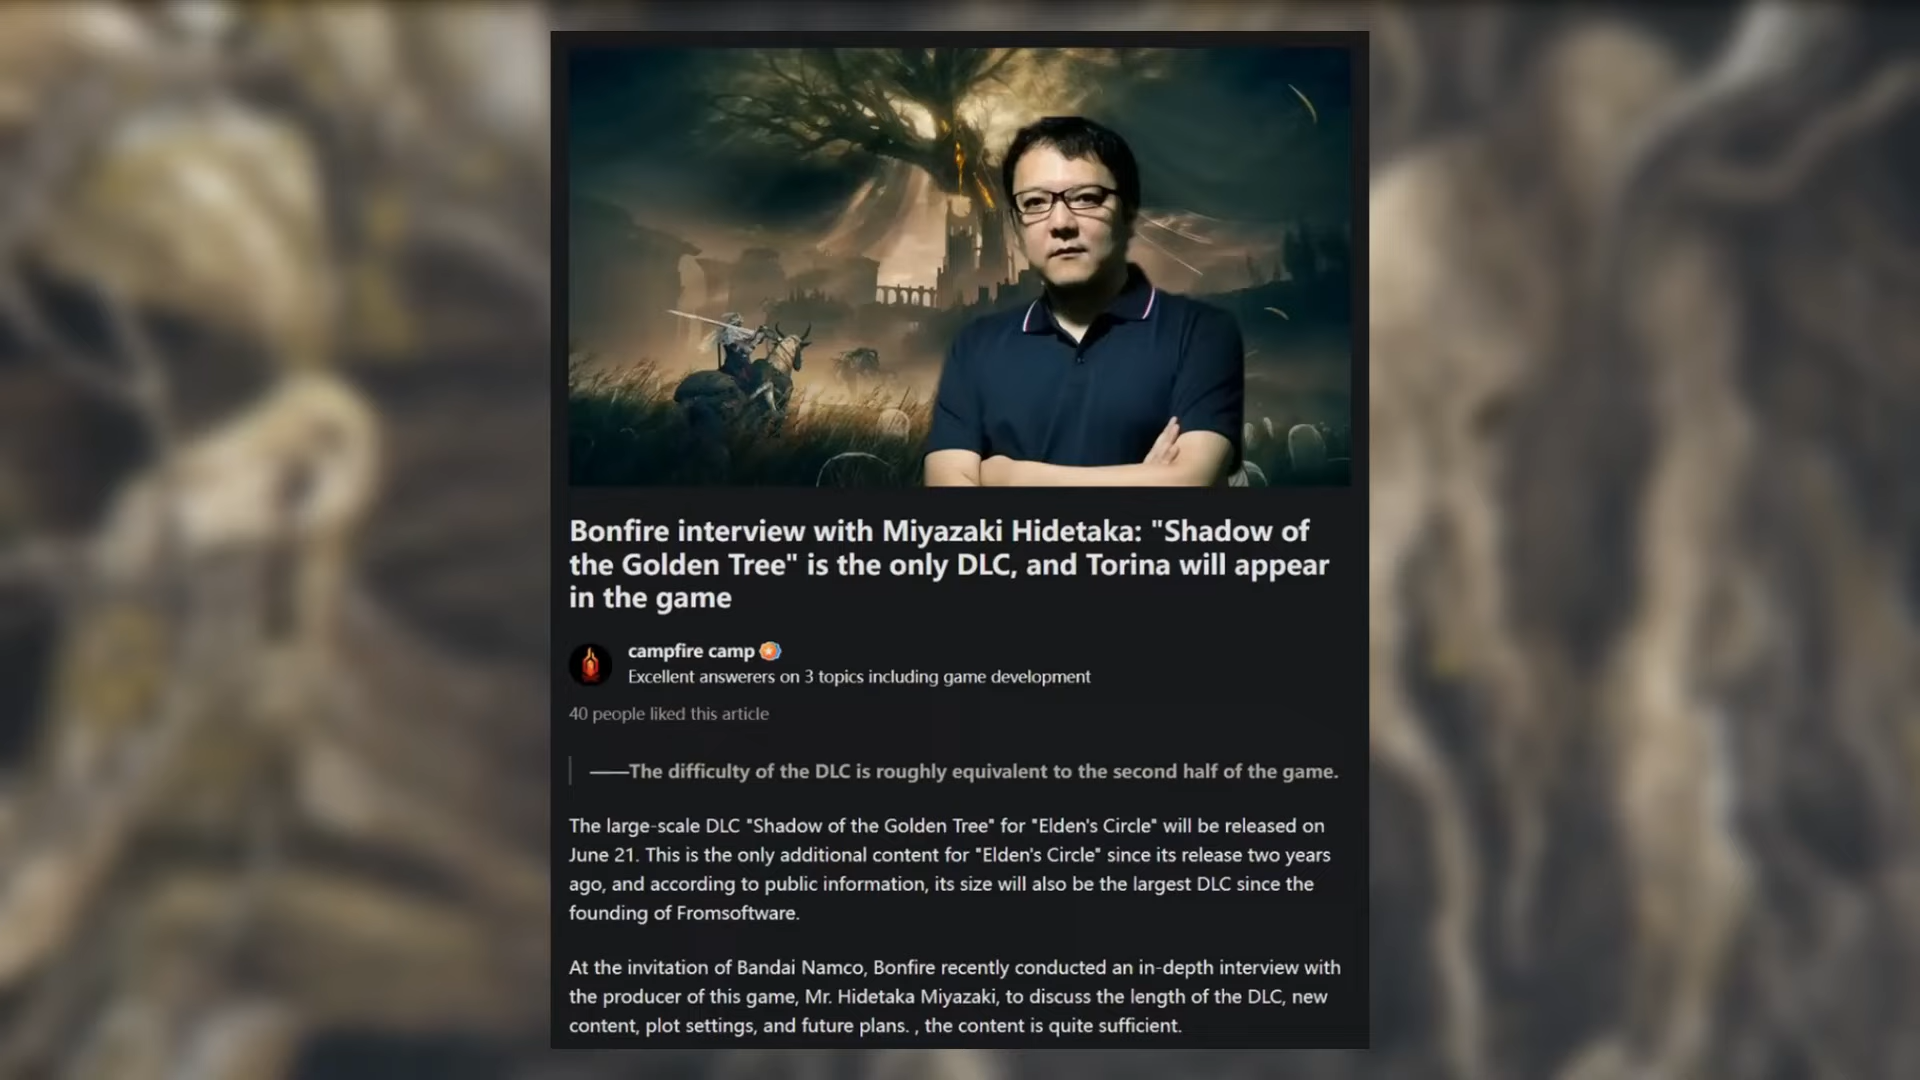 Bonfire interview with Miyazaki Hidetaka: "Shadow of
the Golden Tree" is the only DLC, and Torina will appear
in the game
campfire camp
Excellent answerers on 3 topics including game development
40 people liked this article
——The difficulty of the DLC is roughly equivalent to the second half of the game.
The large-scale DLC "Shadow of the Golden Tree" for "Elden's Circle" will be released on
June 21. This is the only additional content for "Elden's Circle" since its release two years
ago, and according to public information, its size will also be the largest DLC since the
founding of Fromsoftware.
At the invitation of Bandai Namco, Bonfire recently conducted an in-depth interview with
the producer of this game, Mr. Hidetaka Miyazaki, to discuss the length of the DLC, new
content, plot settings, and future plans. , the content is quite sufficient.